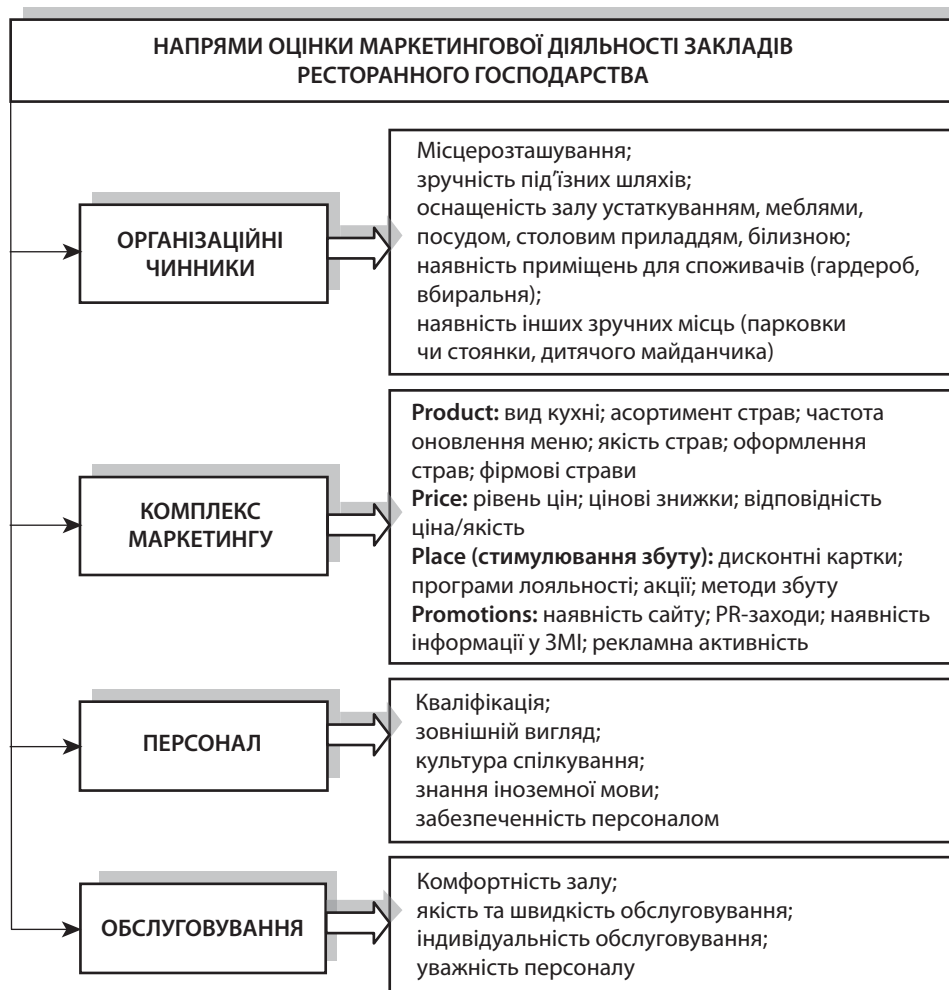 НАПРЯМИ ОЦІНКИ МАРКЕТИНГОВОЇ ДІЯЛЬНОСТІ ЗАКЛАДІВ
РЕСТОРАННОГО ГОСПОДАРСТВА
ОРГАНІЗАЦІЙНІ
ЧИННИКИ
Місцерозташування;
зручність під’їзних шляхів;
оснащеність залу устаткуванням, меблями,
посудом, столовим приладдям, білизною;
наявність приміщень для споживачів (гардероб,
вбиральня);
наявність інших зручних місць (парковки
чи стоянки, дитячого майданчика)
КОМПЛЕКС
МАРКЕТИНГУ
Product: вид кухні; асортимент страв; частота
оновлення меню; якість страв; оформлення
страв; фірмові страви
Price: рівень цін; цінові знижки; відповідність
ціна/якість
Place (стимулювання збуту): дисконтні картки;
програми лояльності; акції; методи збуту
Promotions: наявність сайту; PR-заходи; наявність
інформації у ЗМІ; рекламна активність
ПЕРСОНАЛ
Кваліфікація;
зовнішній вигляд;
культура спілкування;
знання іноземної мови;
забезпеченність персоналом
ОБСЛУГОВУВАННЯ
Комфортність залу;
якість та швидкість обслуговування;
індивідуальність обслуговування;
уважність персоналу